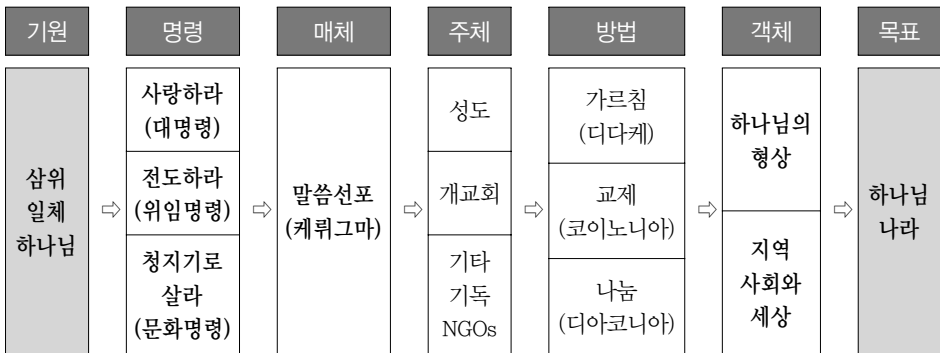 기원
명령
매체
주체
방법
객체
목표
삼위
일체
하나님
⇨
사랑하라
(대명령)
전도하라
(위임명령)
청지기로
살라
(문화명령)
⇨
말씀선포
(케뤼그마)
⇨
성도
개교회
기타
기독
NGOs
⇨
가르침
(디다케)
교제
(코이노니아)
나눔
(디아코니아)
⇨
하나님의
형상
지역
사회와
세상
⇨
하나님
나라